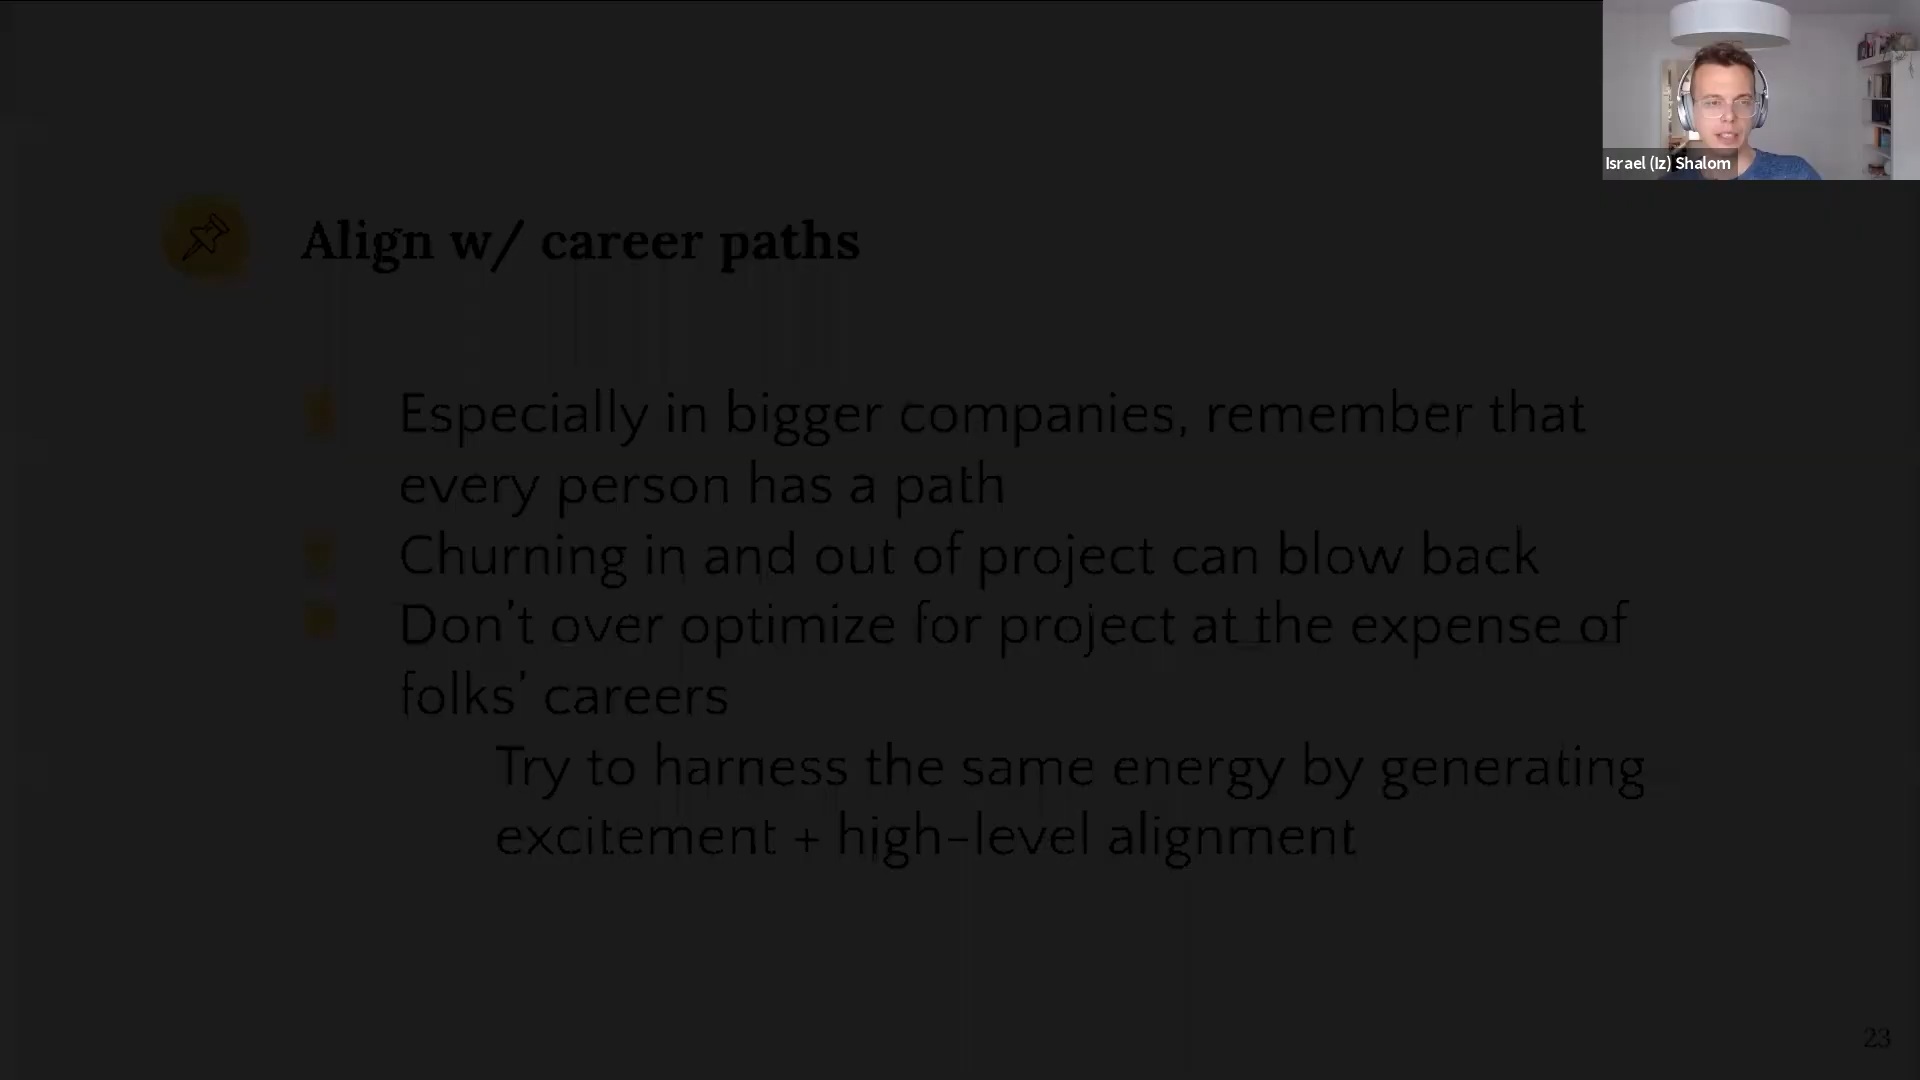 Israel (Iz) Shalom
Align w/ career paths
Especially in bigger companies, remember that
every person has a path
Churning in and out of project can blow back
Don't over optimize for project at the expense of
folks' careers
Try to harness the same energy by generating
excitement + high-level alignment
23